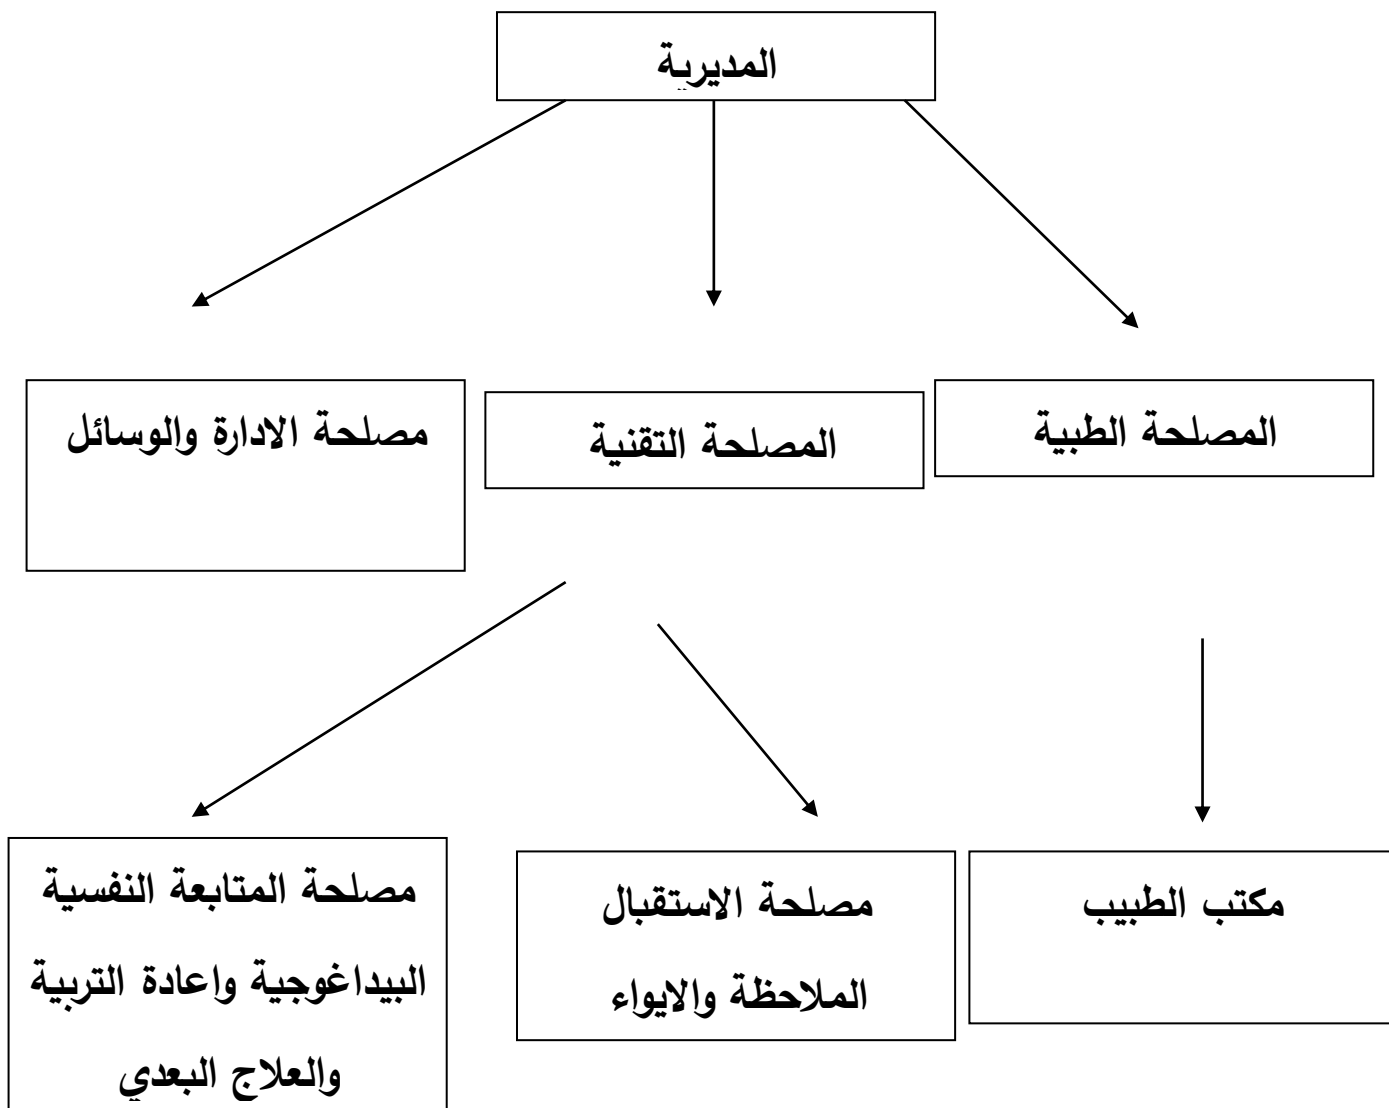 المديرية
المصلحة الطبية
المصلحة التقنية
مصلحة الادارة والوسائل
مكتب الطبيب
مصلحة الاستقبال
الملاحظة والايواء
مصلحة المتابعة النفسية
البيداغوجية واعادة التربية
والعلاج البعدي